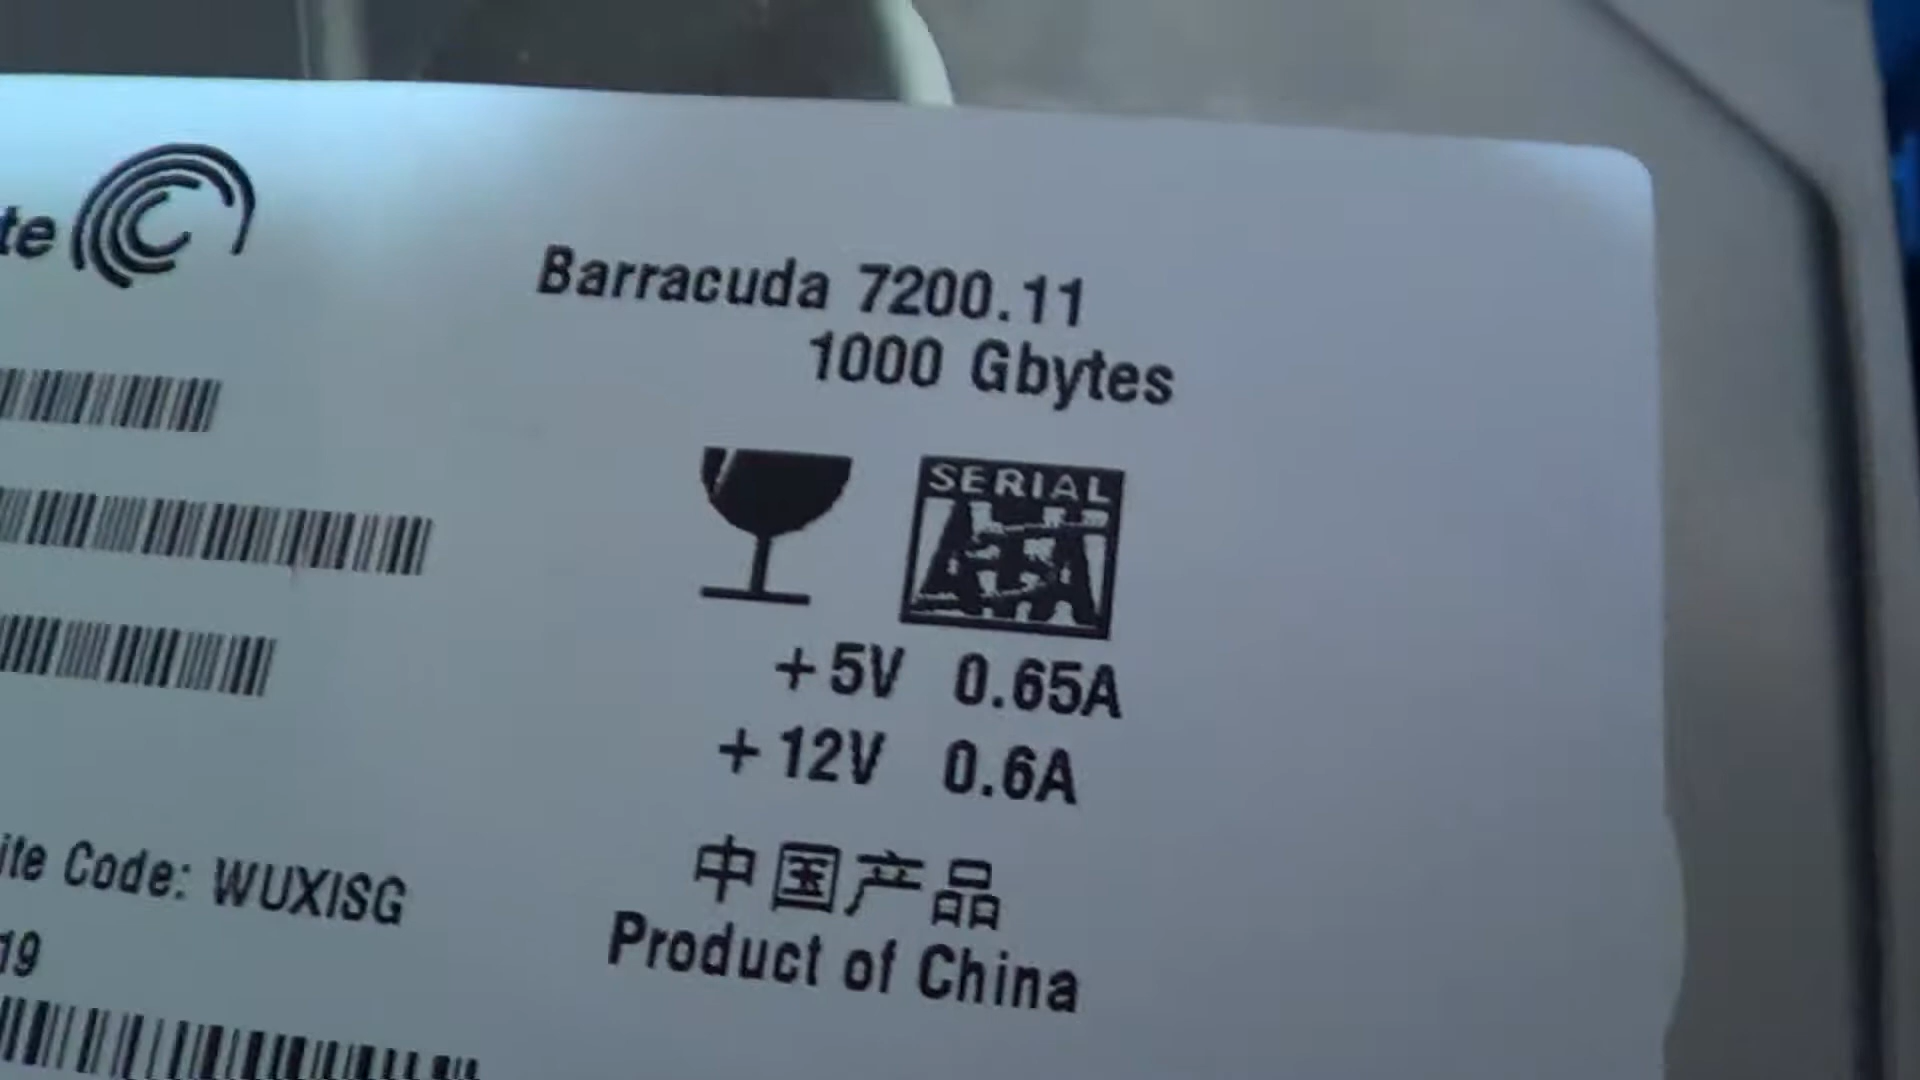 te
Barracuda 7200.11
1000 Gbytes
SERIAL
ATA
+5V 0.65A
+12V 0.6A
ite Code: WUXISG
19
中国产品
Product of China